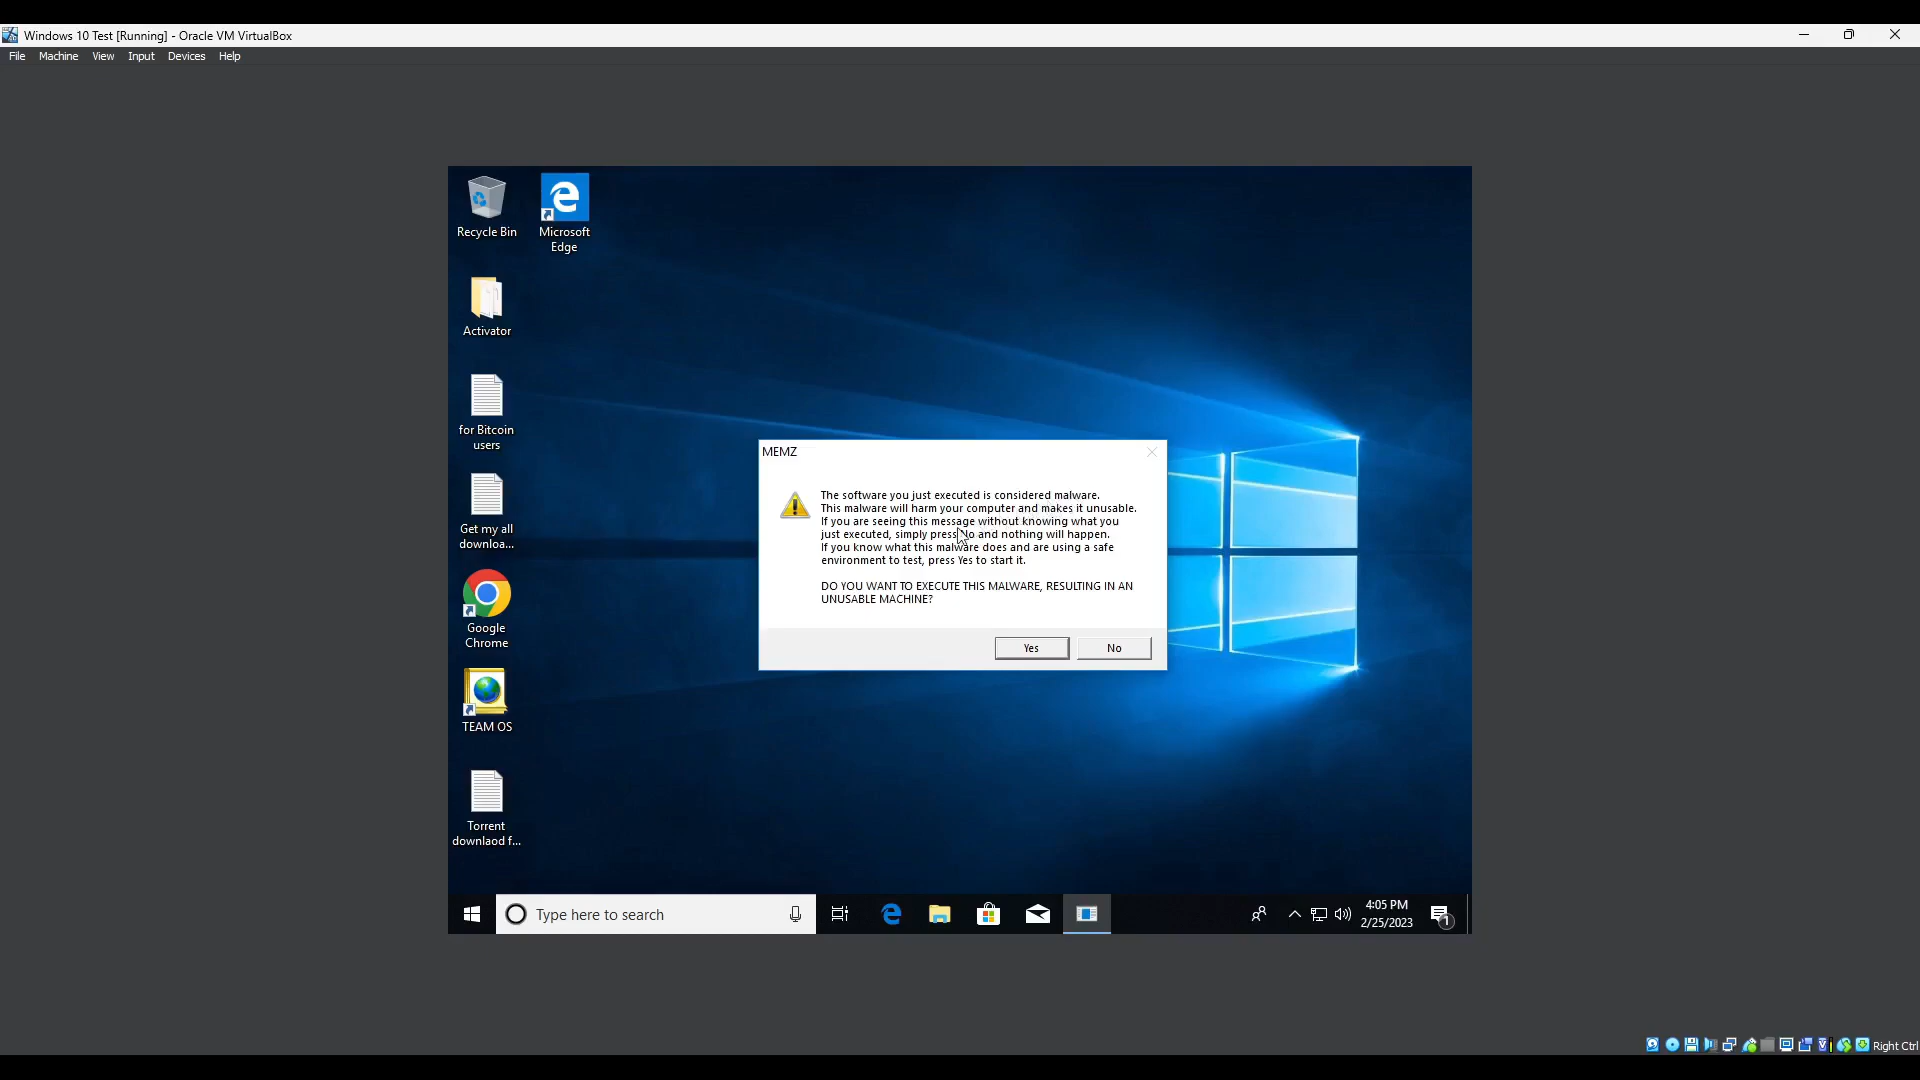 Windows 10 Test [Running] - Oracle VM VirtualBox
File Machine View Input Devices Help
Recycle Bin
Microsoft
Edge
Activator
for Bitcoin
users
Get my all
downloa...
Google
Chrome
TEAM OS
Torrent
downlaod f...
MEMZ
The software you just executed is considered malware.
This malware will harm your computer and makes it unusable.
If you are seeing this message without knowing what you
just executed, simply press and nothing will happen.
If you know what this malware does and are using a safe
environment to test, press Yes to start it.
DO YOU WANT TO EXECUTE THIS MALWARE, RESULTING IN AN
UNUSABLE MACHINE?
Yes No
Type here to search
4:05 PM
2/25/2023
1
Right Ctrl